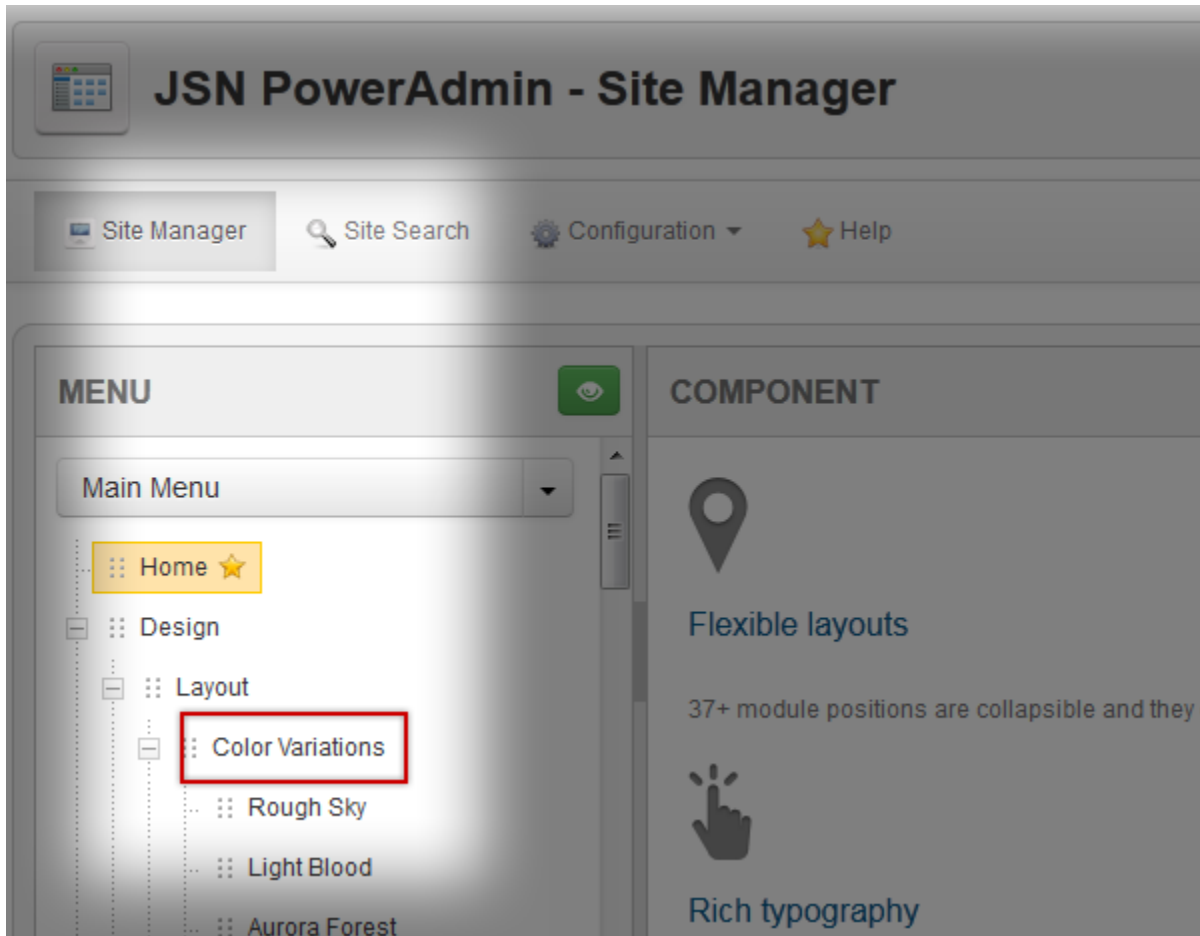 JSN PowerAdmin - Site Manager
Site Manager Site Search Configuration Help
MENU
COMPONENT
Main Menu
Home
Design
Layout
Color Variations
Rough Sky
Light Blood
Aurora Forest
Flexible layouts
37+ module positions are collapsible and they
Rich typography